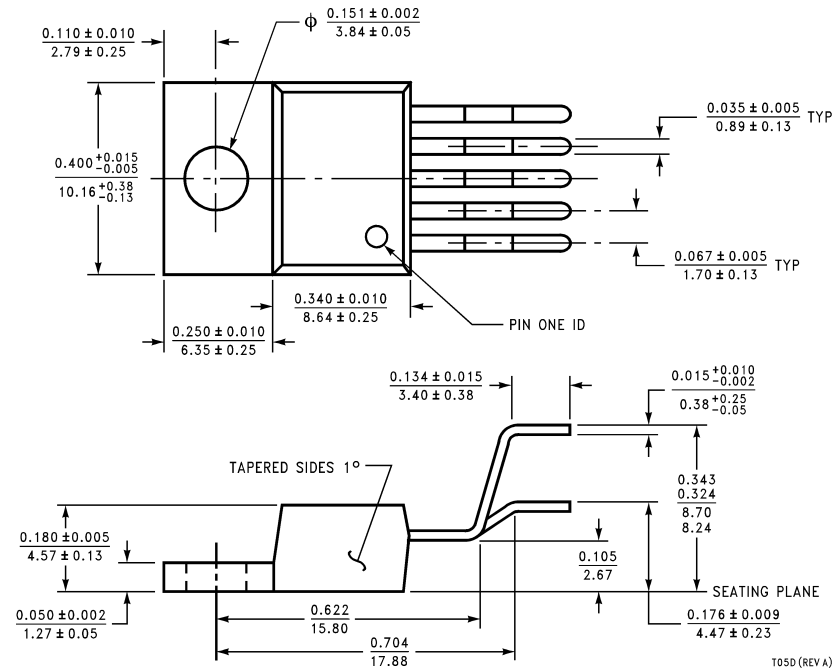 ϕ 0.151 ± 0.002
3.84 ± 0.05
0.110 ± 0.010
2.79 ± 0.25
0.035 ± 0.005 TYP
0.89 ± 0.13
0.400 +0.015 -0.005
10.16 +0.38 -0.13
0.067 ± 0.005 TYP
1.70 ± 0.13
0.340 ± 0.010
8.64 ± 0.25
PIN ONE ID
0.250 ± 0.010
6.35 ± 0.25
0.134 ± 0.015
3.40 ± 0.38
0.015 +0.010 -0.002
0.38 +0.25 -0.05
TAPERED SIDES 1°
0.343
0.324
8.70
8.24
0.180 ± 0.005
4.57 ± 0.13
0.105
2.67
SEATING PLANE
0.050 ± 0.002
1.27 ± 0.05
0.622
15.80
0.176 ± 0.009
4.47 ± 0.23
0.704
17.88
T05D (REV A)